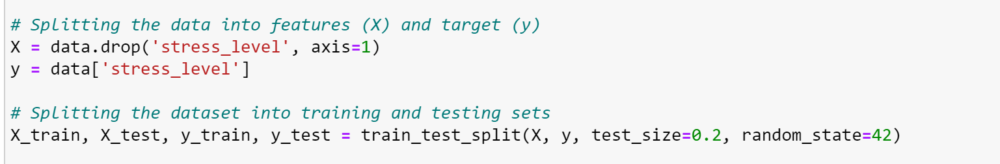 # Splitting the data into features (X) and target (y)
X = data.drop('stress_level', axis=1)
y = data['stress_level']
# Splitting the dataset into training and testing sets
X_train, X_test, y_train, y_test = train_test_split(X, y, test_size=0.2, random_state=42)